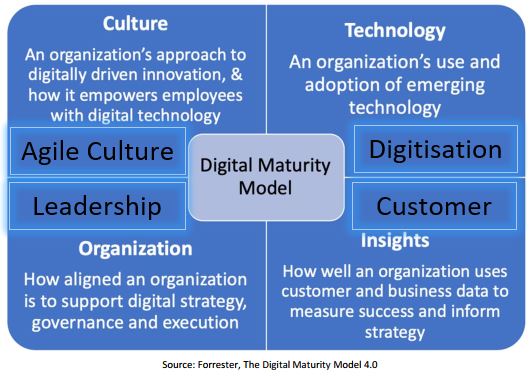 Culture
An organization's approach to
digitally driven innovation, &
how it empowers employees
with digital technology
Agile Culture
Technology
An organization's use and
adoption of emerging
technology
Digitisation
Digital Maturity
Model
Leadership
Organization
How aligned an organization
is to support digital strategy,
governance and execution
Customer
Insights
How well an organization uses
customer and business data to
measure success and inform
strategy
Source: Forrester, The Digital Maturity Model 4.0